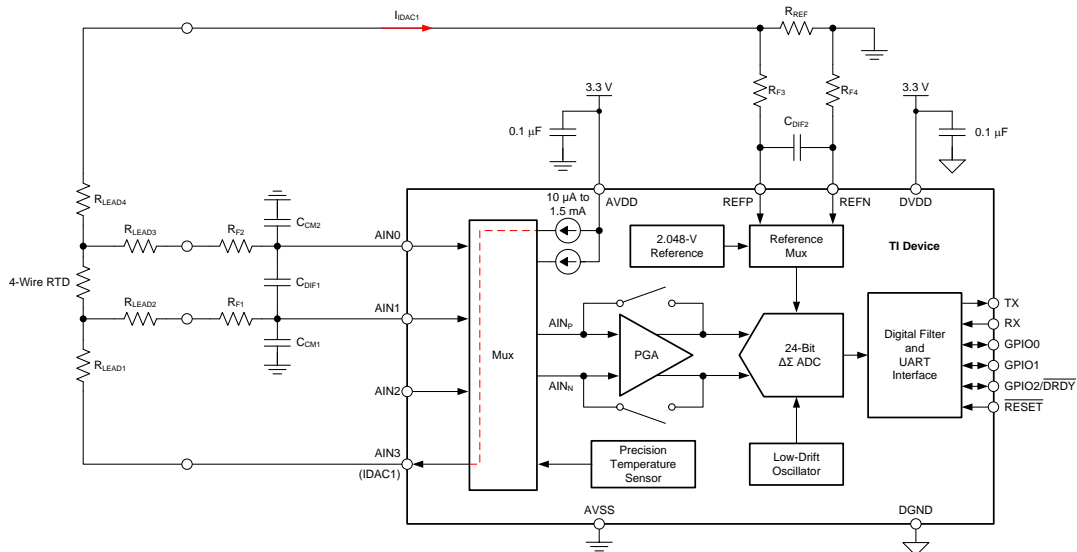 IIDAC1
RREF
RF3
RF4
3.3 V
3.3 V
0.1 μF
CDIF2
0.1 μF
RLEAD4
10 μA to
1.5 mA
AVDD
REFP
REFN
DVDD
CCM2
RLEAD3
RF2
AIN0
2.048-V
Reference
Reference
Mux
TI Device
4-Wire RTD
CDIF1
RLEAD2
RF1
AIN1
TX
RX
GPIO0
GPIO1
GPIO2/DRDY
RESET
AINP
Mux
PGA
24-Bit
ΔΣ ADC
Digital Filter
and
UART
Interface
CCM1
RLEAD1
AIN2
AINN
AIN3
(IDAC1)
Precision
Temperature
Sensor
Low-Drift
Oscillator
AVSS
DGND